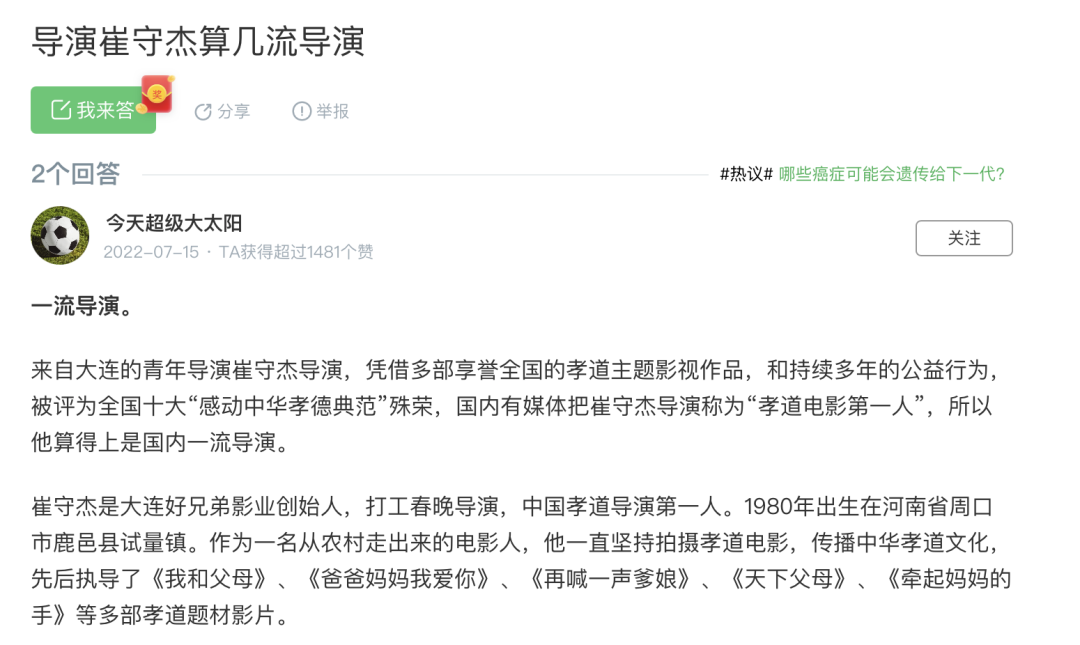 导演崔守杰算几流导演
我来答
奖
分享
举报
2个回答
#热议# 哪些癌症可能会遗传给下一代?
今天超级大太阳
2022-07-15 · TA获得超过1481个赞
关注
一流导演。
来自大连的青年导演崔守杰导演，凭借多部享誉全国的孝道主题影视作品，和持续多年的公益行为，
被评为全国十大“感动中华孝德典范”殊荣，国内有媒体把崔守杰导演称为“孝道电影第一人”，所以
他算得上是国内一流导演。
崔守杰是大连好兄弟影业创始人，打工春晚导演，中国孝道导演第一人。1980年出生在河南省周口
市鹿邑县试量镇。作为一名从农村走出来的电影人，他一直坚持拍摄孝道电影，传播中华孝道文化，
先后执导了《我和父母》、《爸爸妈妈我爱你》、《再喊一声爹娘》、《天下父母》、《牵起妈妈的
手》等多部孝道题材影片。